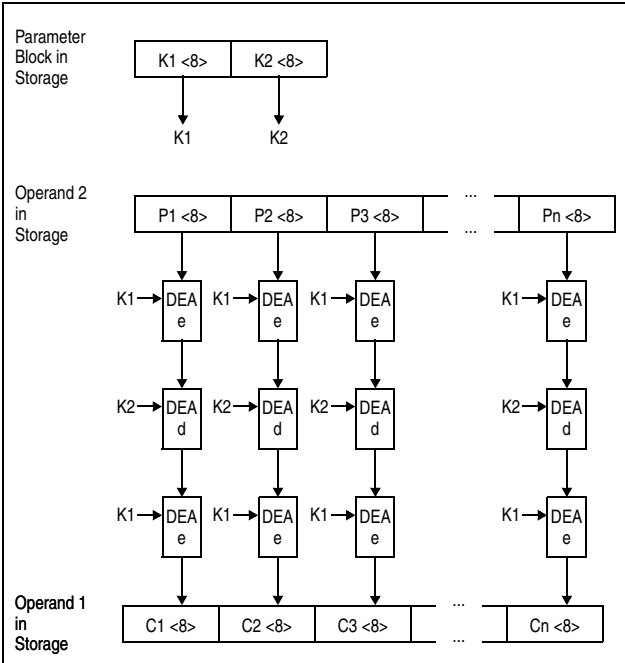 Parameter
Block in
Storage
K1 <8> K2 <8>
K1 K2
Operand 2
in
Storage
... 
P1 <8> P2 <8> P3 <8> Pn <8>
...
K1 DEA K1 DEA K1 DEA K1 DEA
e e e e
K2 DEA K2 DEA K2 DEA K2 DEA
d d d d
K1 DEA K1 DEA K1 DEA K1 DEA
e e e e
Operand 1
in
Storage
...
C1 <8> C2 <8> C3 <8> Cn <8>
...